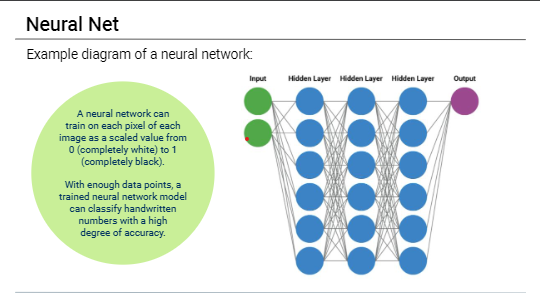 Neural Net
Example diagram of a neural network:
Input Hidden Layer Hidden Layer Hidden Layer Output
A neural network can
train on each pixel of each
image as a scaled value from
0 (completely white) to 1
(completely black).
With enough data points, a
trained neural network model
can classify handwritten
numbers with a high
degree of accuracy.